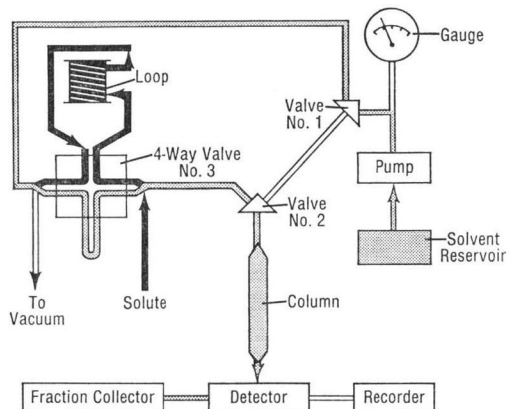 Gauge
Loop
Valve
No. 1
4-Way Valve
No. 3
Pump
Valve
No. 2
Solvent
Reservoir
To
Vacuum
Solute
Column
Fraction Collector
Detector
Recorder